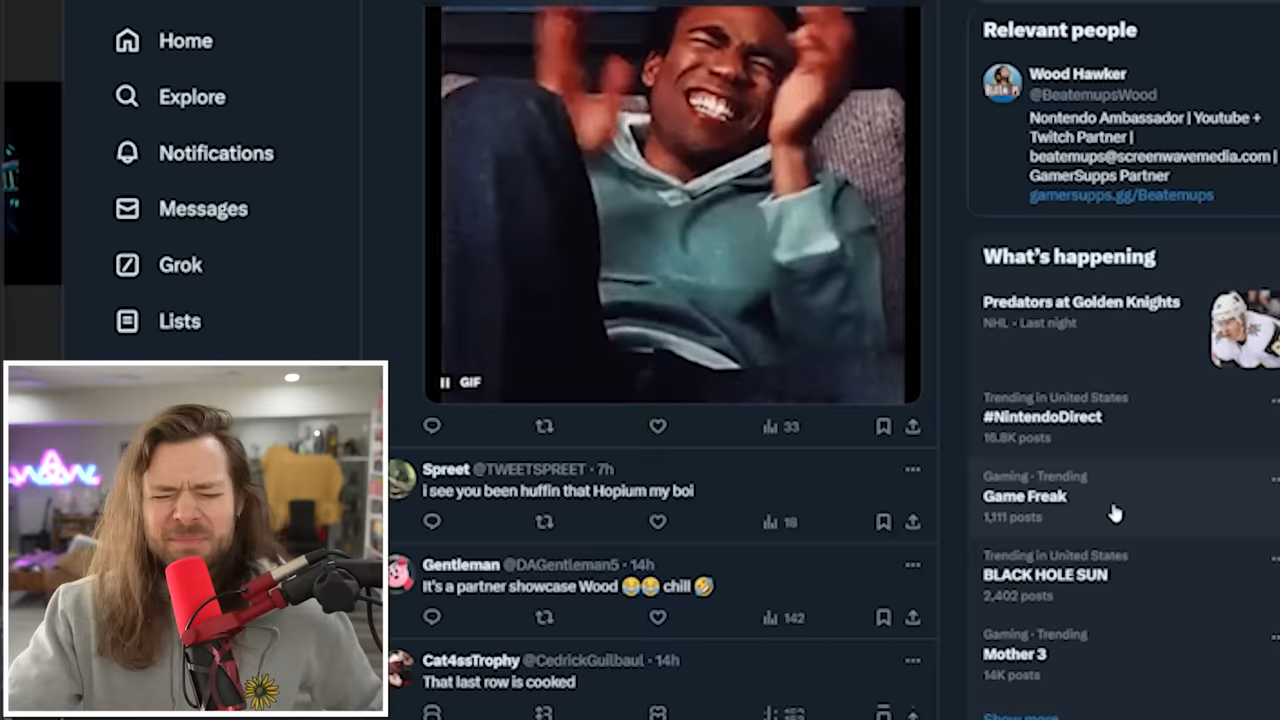 Home
Explore
Notifications
Messages
Grok
Lists
GIF
33
Spreet @TWEETSPREET · 7h
i see you been huffin that Hopium my boi
18
Gentleman @DAGentleman5 · 14h
It's a partner showcase Wood 😂😂 chill 🤣
142
Cat4ssTrophy @CedrickGuilbaul · 14h
That last row is cooked
Relevant people
Wood Hawker
@BeatemupsWood
Nontendo Ambassador | Youtube +
Twitch Partner |
beatemups@screenwavemedia.com |
GamerSupps Partner
gamersupps.gg/Beatemups
What's happening
Predators at Golden Knights
NHL · Last night
Trending in United States
#NintendoDirect
16.8K posts
Gaming · Trending
Game Freak
1,111 posts
Trending in United States
BLACK HOLE SUN
2,402 posts
Gaming · Trending
Mother 3
14K posts
Show more